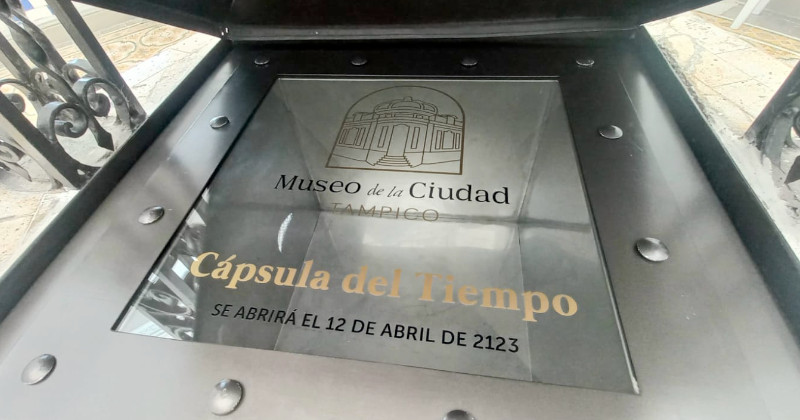 Museo de la Ciudad
TAMPICO
Cápsula del Tiempo
SE ABRIRÁ EL 12 DE ABRIL DE 2123